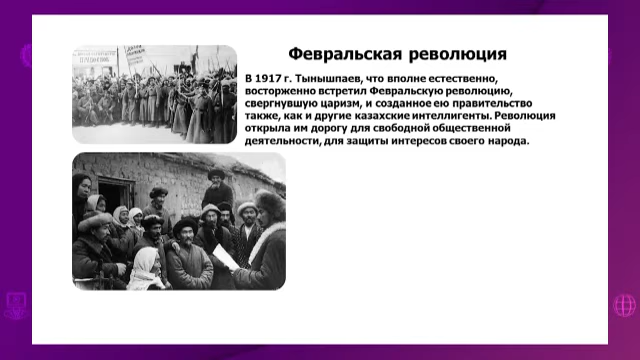 Февральская революция
В 1917 г. Тынышпаев, что вполне естественно,
восторженно встретил Февральскую революцию,
свергнувшую царизм, и созданное ею правительство
также, как и другие казахские интеллигенты. Революция
открыла им дорогу для свободной общественной
деятельности, для защиты интересов своего народа.